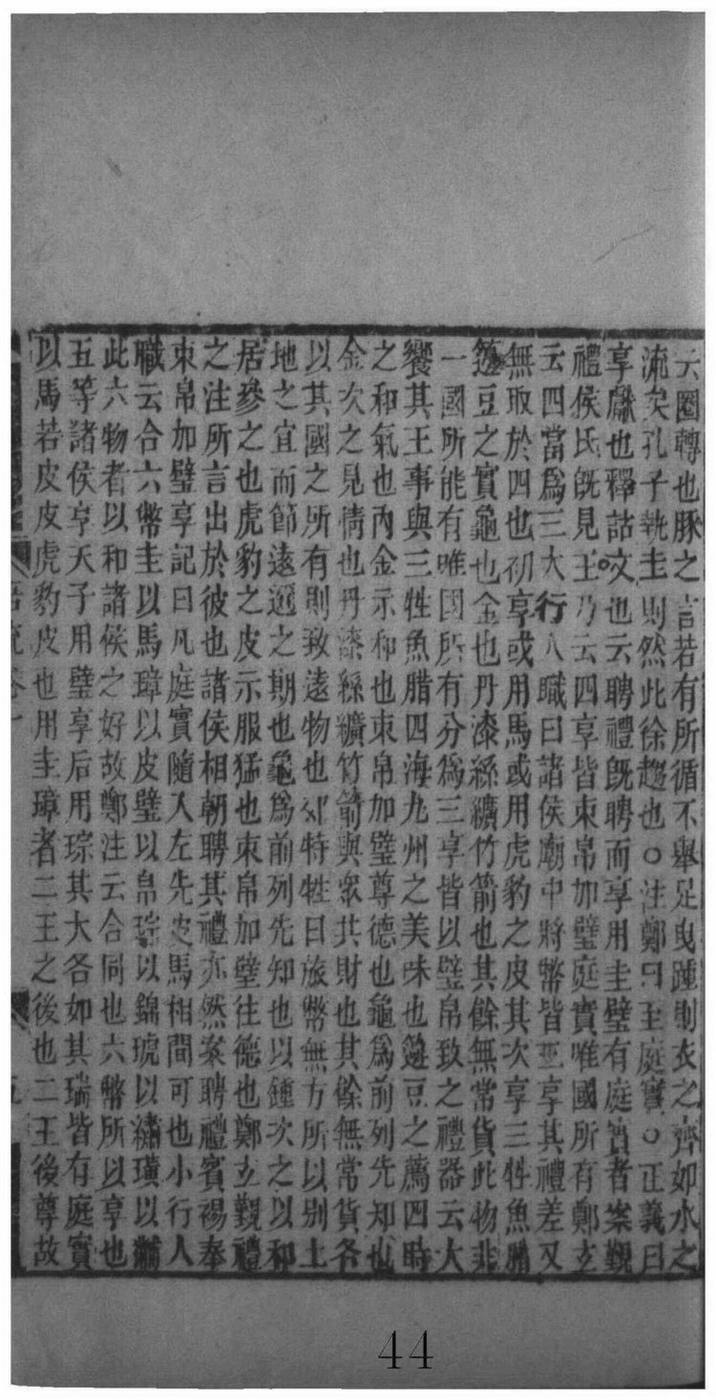 云圈轉也豚之言若有所循不舉足曳踵則衣之齊如水之
流矣孔子執圭則然此徐趨也○注鄭曰至庭實○正義曰
享獻也釋詁文也云聘禮既聘而享用圭璧有庭實者案覲
禮侯氏既見王乃云四享皆束帛加璧庭實唯國所有鄭玄
云四當爲三大行人職曰諸侯廟中將幣皆三享其禮差又
無取於四也初享或用馬或用虎豹之皮其次享三牲魚腊
籩豆之實龜也金也丹漆絲纊竹箭也其餘無常貨此物非
一國所能有唯國所有分爲三享皆以璧帛致之禮器云大
饗其王事與三牲魚腊四海九州之美味也籩豆之薦四時
之和氣也內金示和也束帛加璧尊德也龜爲前列先知也
金次之見情也丹漆絲纊竹箭與眾共財也其餘無常貨各
以其國之所有則致遠物也郊特牲曰旅幣無方所以别土
地之宜而節遠邇之期也龜爲前列先知也以鍾次之以和
居參之也虎豹之皮示服猛也束帛加璧往德也鄭玄覲禮
之注所言出於彼也諸侯相朝聘其禮亦然案聘禮賓裼奉
束帛加璧享記曰凡庭實隨入左先皮馬相間可也小行人
職云合六幣圭以馬璋以皮璧以帛琮以錦琥以繡璜以黼
此六物者以和諸侯之好故鄭注云合同也六幣所以享也
五等諸侯享天子用璧享后用琮其大各如其瑞皆有庭實
以馬若皮皮虎豹皮也用圭璋者二王之後也二王後尊故
44